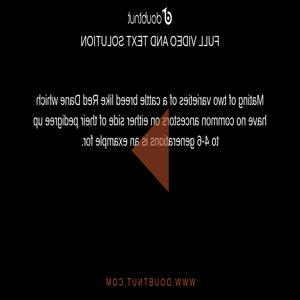 doubtnut
FULL VIDEO AND TEXT SOLUTION
Mating of two varieties of a cattle breed like Red Dane which
have no common ancestors on either side of their pedigree up
to 4-6 generations is an example for.
WWW.DOUBTNUT.COM